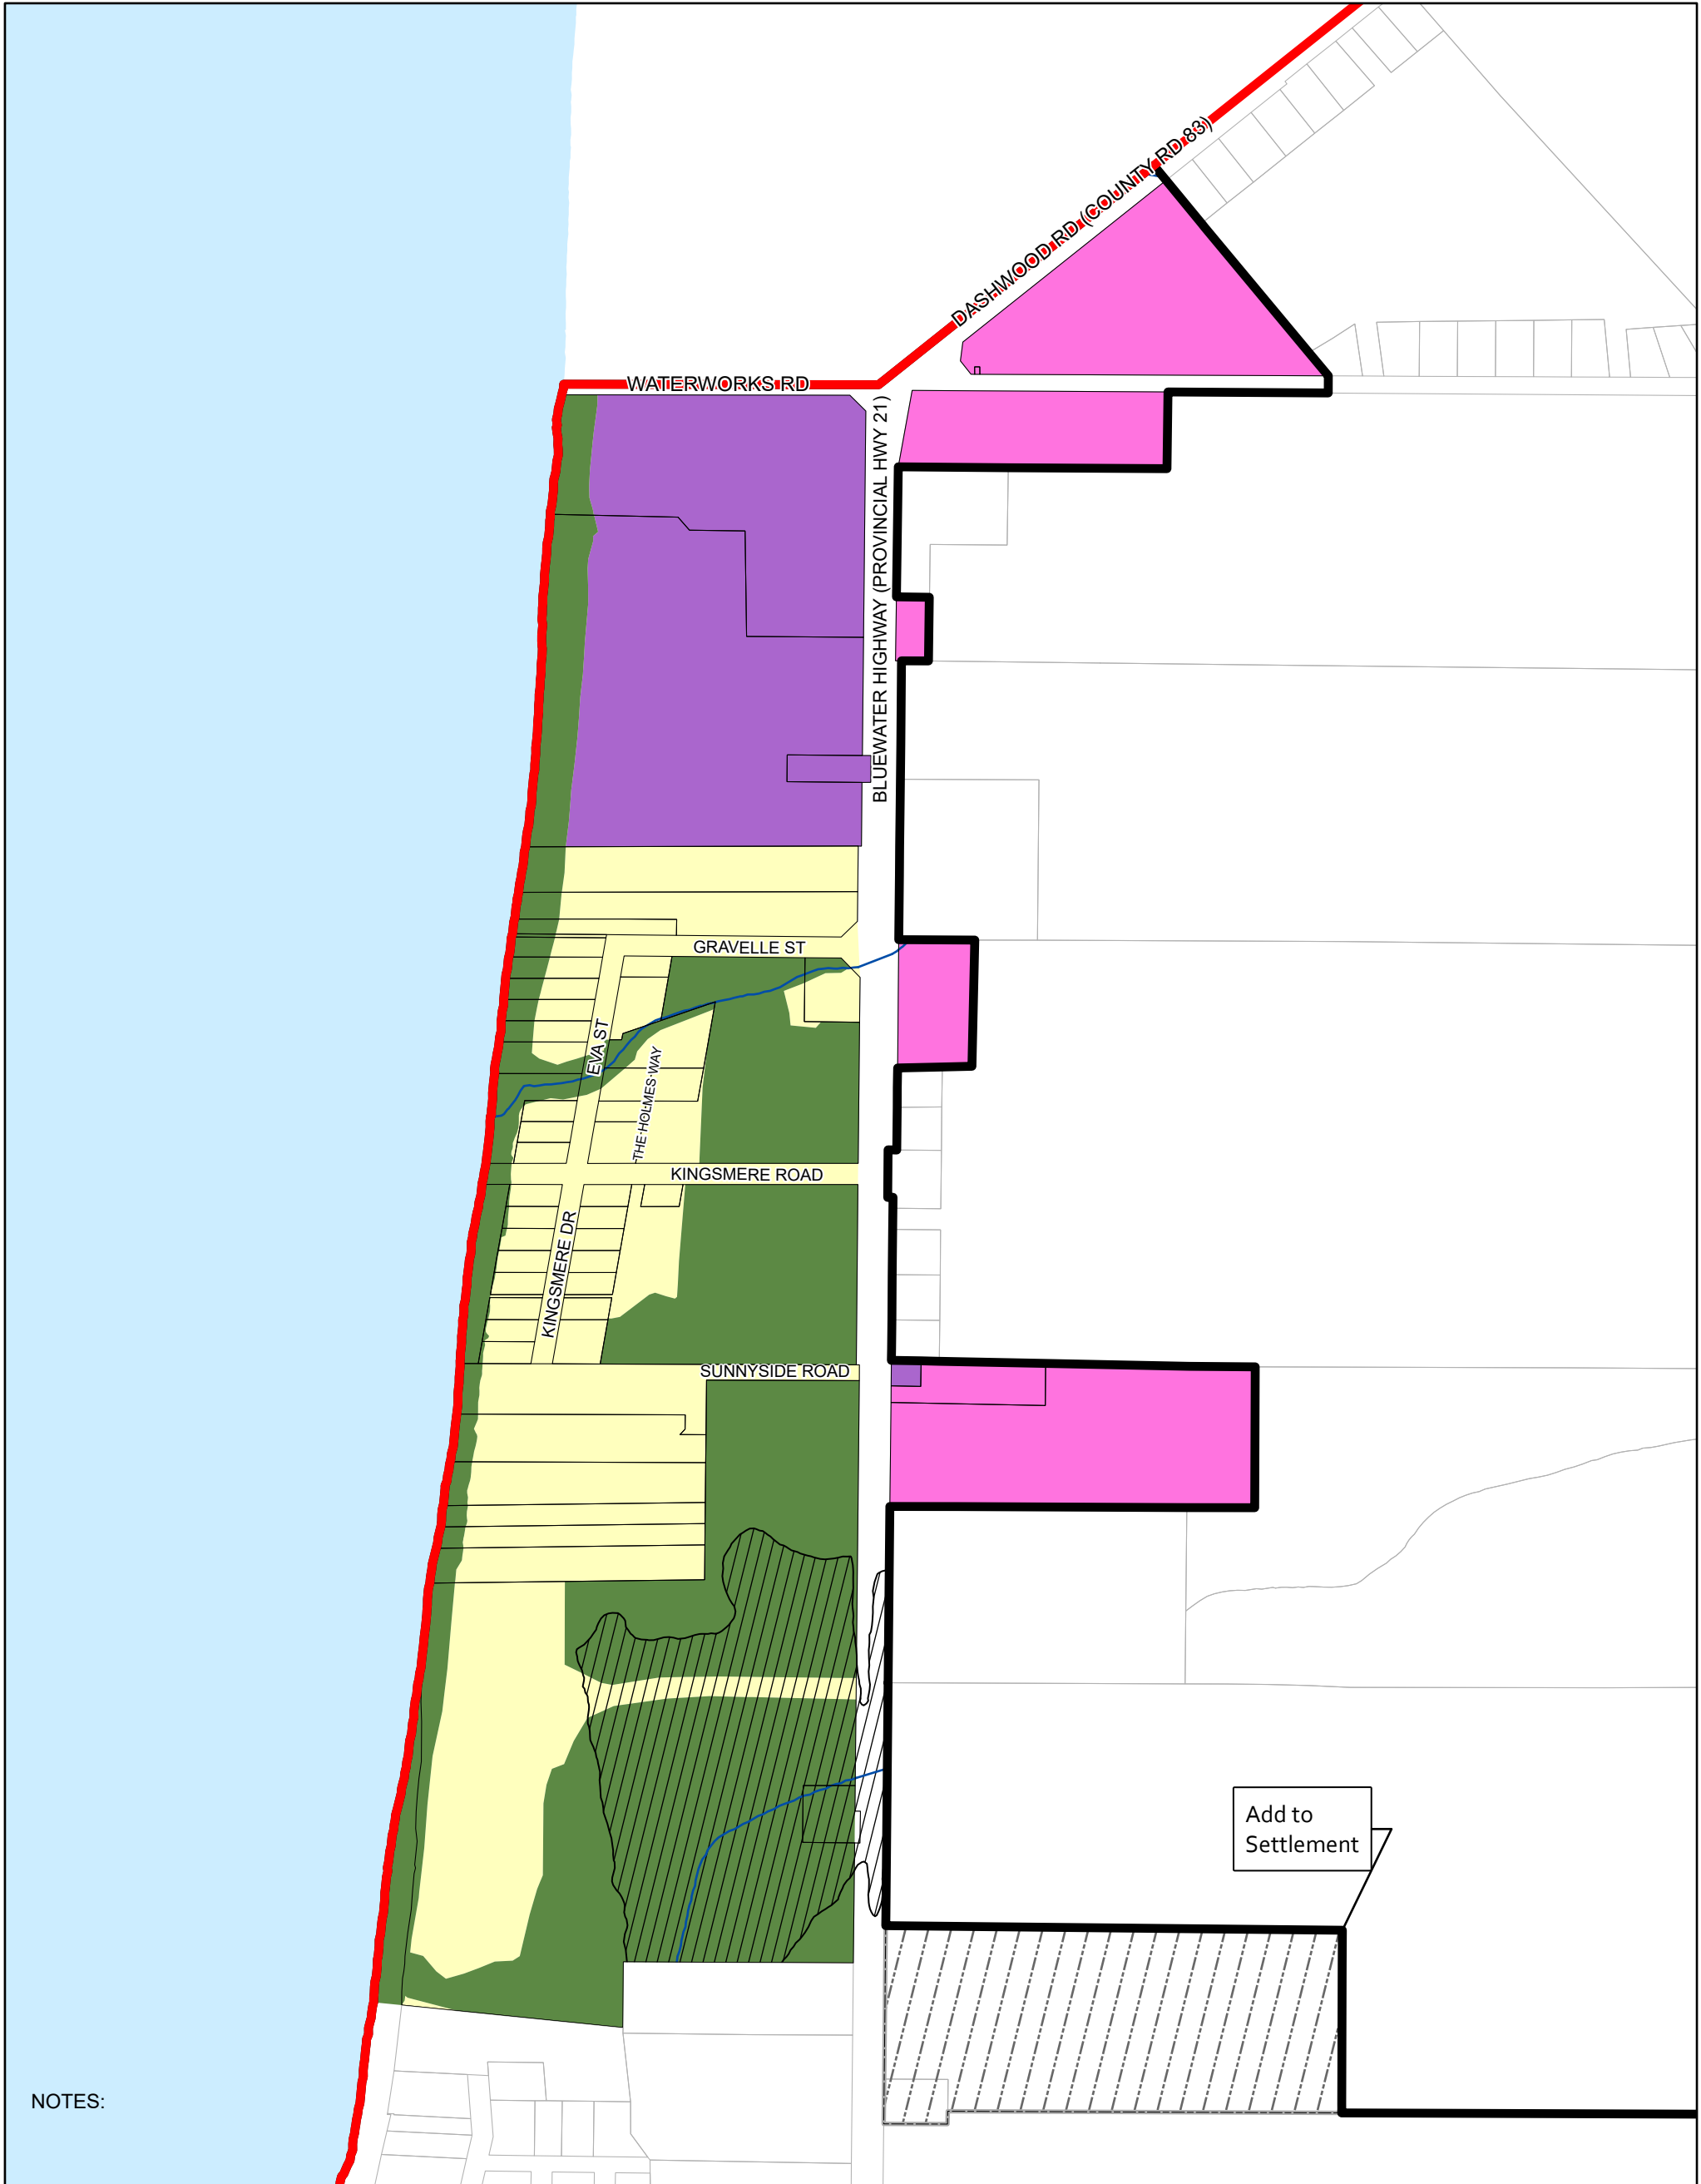 DASHWOOD RD (COUNTY RD 83)
WATERWORKS RD
BLUEWATER HIGHWAY (PROVINCIAL HWY 21)
GRAVELLE ST
EVA ST
THE HOLMES WAY
KINGSMERE ROAD
KINGSMERE DR
SUNNYSIDE ROAD
Add to
Settlement
NOTES: